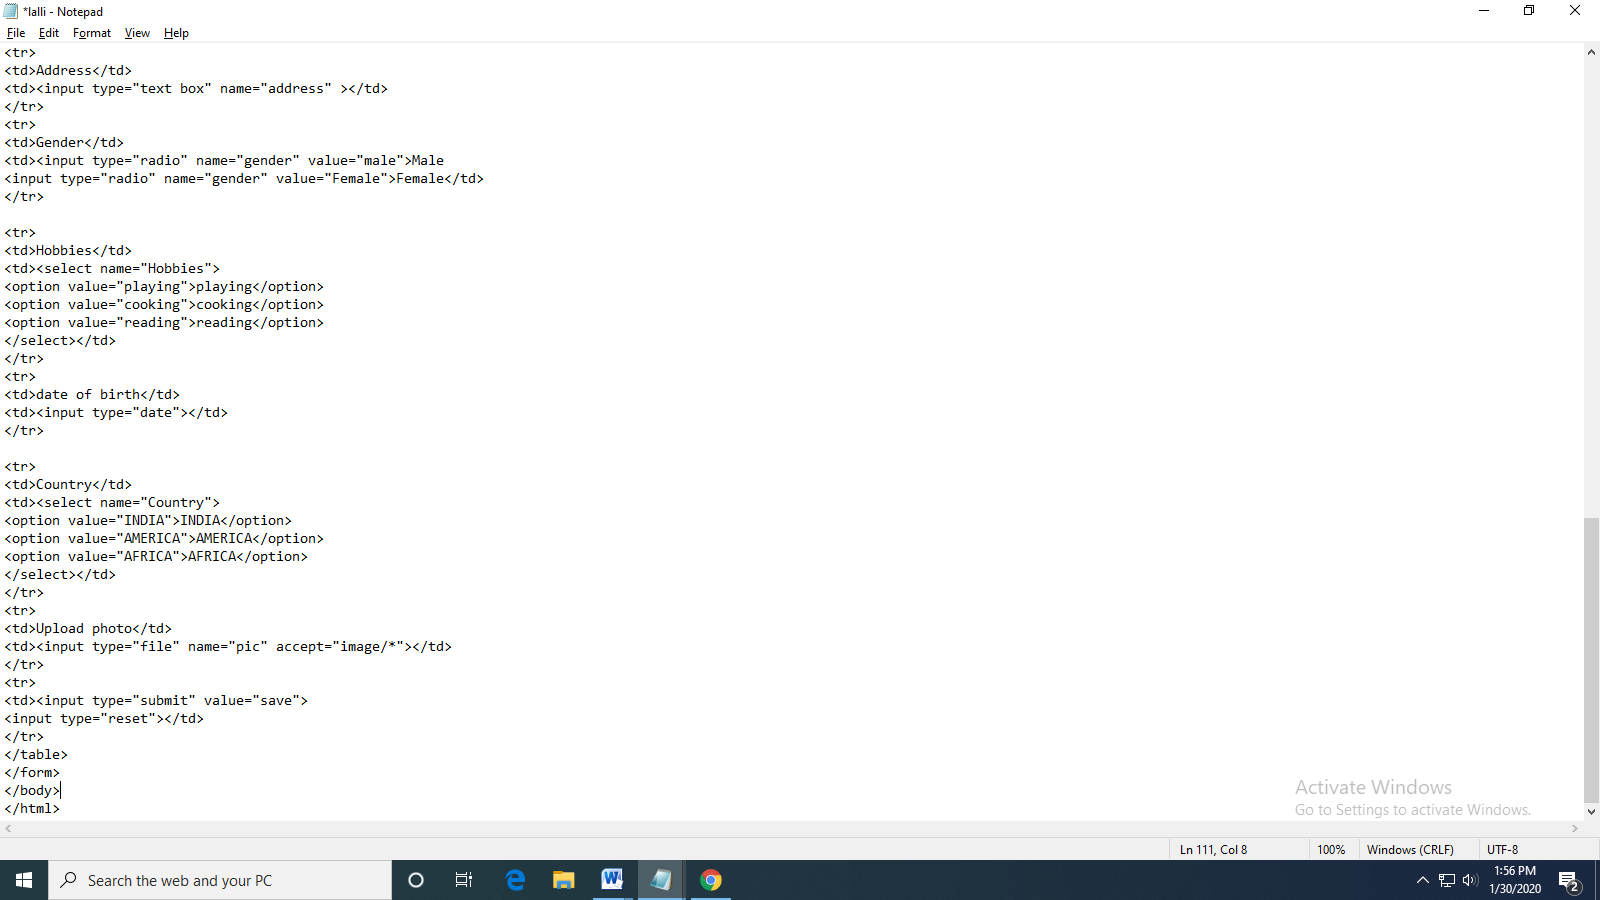 *lalli - Notepad
File Edit Format View Help
<tr>
<td>Address</td>
<td><input type="text box" name="address" ></td>
</tr>
<tr>
<td>Gender</td>
<td><input type="radio" name="gender" value="male">Male
<input type="radio" name="gender" value="Female">Female</td>
</tr>
<tr>
<td>Hobbies</td>
<td><select name="Hobbies">
<option value="playing">playing</option>
<option value="cooking">cooking</option>
<option value="reading">reading</option>
</select></td>
</tr>
<tr>
<td>date of birth</td>
<td><input type="date"></td>
</tr>
<tr>
<td>Country</td>
<td><select name="Country">
<option value="INDIA">INDIA</option>
<option value="AMERICA">AMERICA</option>
<option value="AFRICA">AFRICA</option>
</select></td>
</tr>
<tr>
<td>Upload photo</td>
<td><input type="file" name="pic" accept="image/*"></td>
</tr>
<tr>
<td><input type="submit" value="save">
<input type="reset"></td>
</tr>
</table>
</form>
</body>
</html>
Activate Windows
Go to Settings to activate Windows.
Ln 111, Col 8 100% Windows (CRLF) UTF-8
Search the web and your PC
1:56 PM
1/30/2020
2